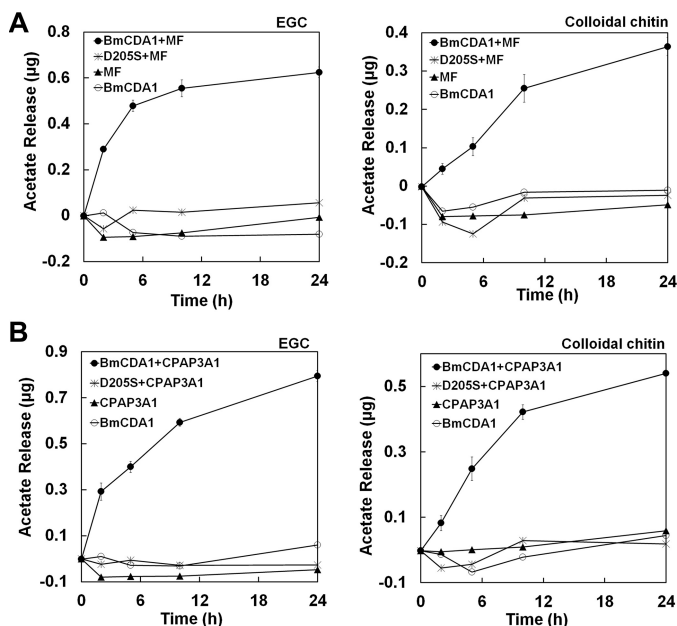 A
EGC
0.8
0.6
0.4
0.2
0
-0.2
Acetate Release (µg)
BmCDA1+MF
D205S+MF
MF
BmCDA1
0 6 12 18 24
Time (h)
Colloidal chitin
0.4
0.3
0.2
0.1
0
-0.1
-0.2
Acetate Release (µg)
BmCDA1+MF
D205S+MF
MF
BmCDA1
0 6 12 18 24
Time (h)
B
EGC
0.9
0.7
0.5
0.3
0.1
-0.1
Acetate Release (µg)
BmCDA1+CPAP3A1
D205S+CPAP3A1
CPAP3A1
BmCDA1
0 6 12 18 24
Time (h)
Colloidal chitin
0.5
0.3
0.1
-0.1
Acetate Release (µg)
BmCDA1+CPAP3A1
D205S+CPAP3A1
CPAP3A1
BmCDA1
0 6 12 18 24
Time (h)